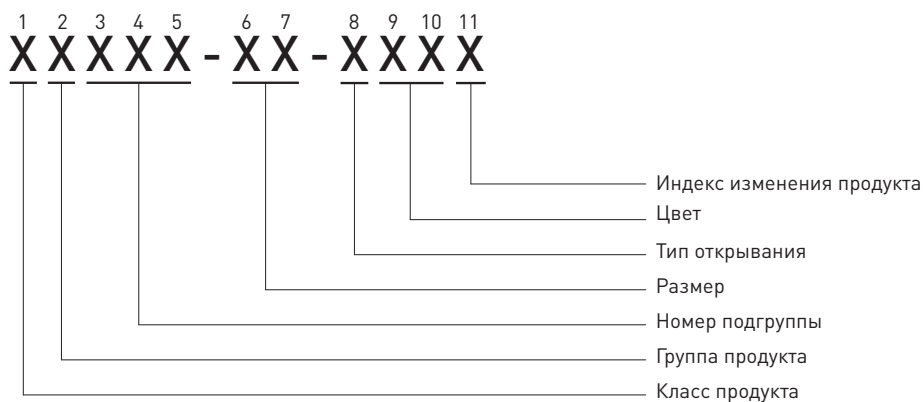 1 2 3 4 5 6 7 8 9 10 11
X X X X X - X X - X X X X
Индекс изменения продукта
Цвет
Тип открывания
Размер
Номер подгруппы
Группа продукта
Класс продукта